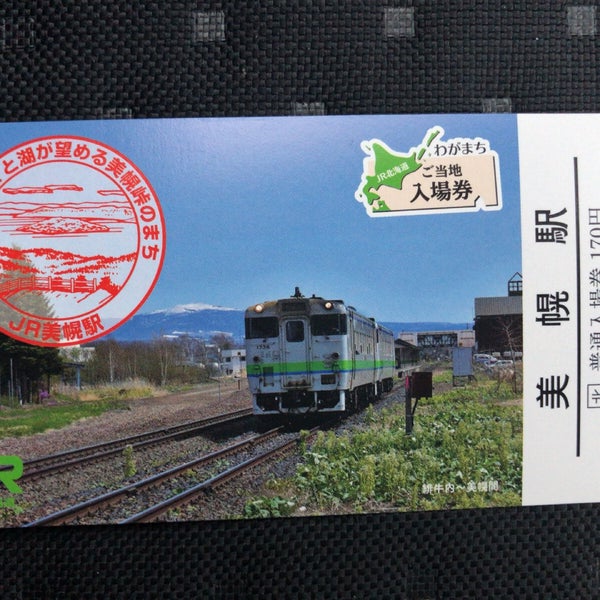 と湖が望める美幌峠のまち
JR美幌駅
わがまち
ご当地
入場券
JR北海道
1736
緋牛内〜美幌間
美幌駅
普通入場券 170円